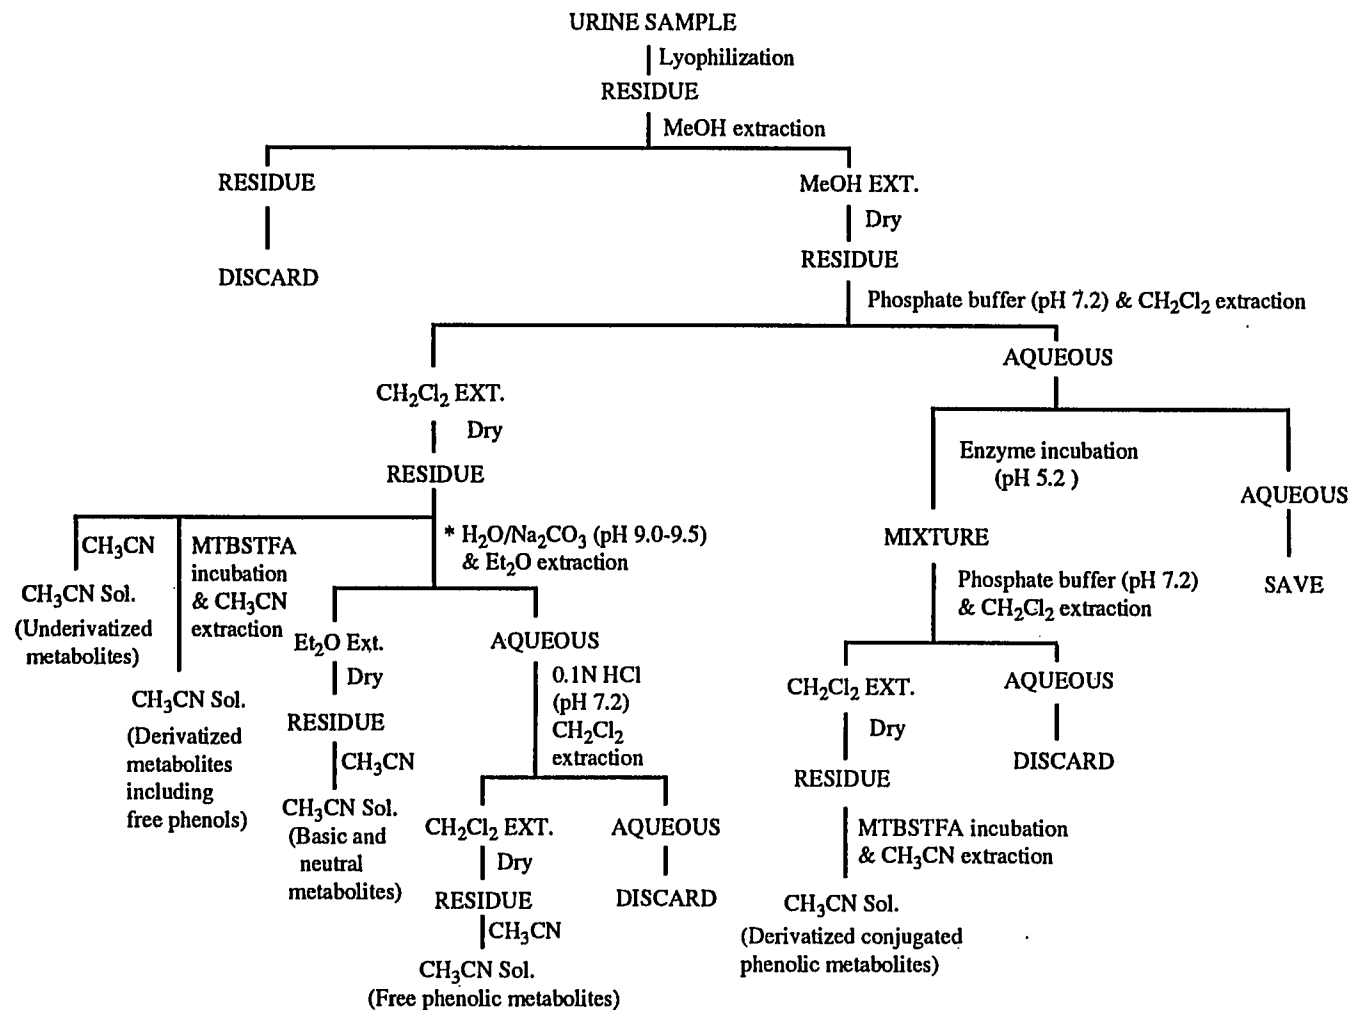 URINE SAMPLE
Lyophilization
RESIDUE
MeOH extraction
RESIDUE
DISCARD
MeOH EXT.
Dry
RESIDUE
Phosphate buffer (pH 7.2) & CH₂Cl₂ extraction
CH₂Cl₂ EXT.
Dry
RESIDUE
CH₃CN
CH₃CN Sol.
(Underivatized
metabolites)
MTBSTFA
incubation
& CH₃CN
extraction
CH₃CN Sol.
(Derivatized
metabolites
including
free phenols)
* H₂O/Na₂CO₃ (pH 9.0-9.5)
& Et₂O extraction
Et₂O Ext.
Dry
RESIDUE
CH₃CN
CH₃CN Sol.
(Basic and
neutral
metabolites)
AQUEOUS
0.1N HCl
(pH 7.2)
CH₂Cl₂
extraction
CH₂Cl₂ EXT.
Dry
RESIDUE
CH₃CN
CH₃CN Sol.
(Free phenolic metabolites)
AQUEOUS
DISCARD
AQUEOUS
Enzyme incubation
(pH 5.2 )
MIXTURE
Phosphate buffer (pH 7.2)
& CH₂Cl₂ extraction
CH₂Cl₂ EXT.
Dry
RESIDUE
MTBSTFA incubation
& CH₃CN extraction
CH₃CN Sol.
(Derivatized conjugated
phenolic metabolites)
AQUEOUS
DISCARD
AQUEOUS
SAVE